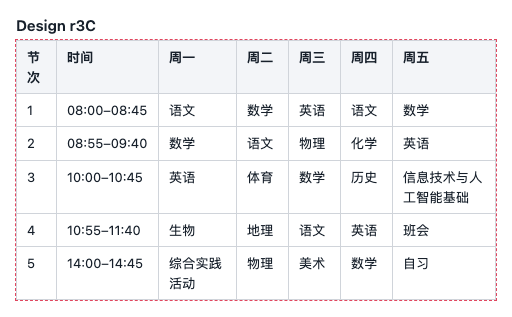 Design r3C
节次 时间 周一 周二 周三 周四 周五
1 08:00–08:45 语文 数学 英语 语文 数学
2 08:55–09:40 数学 语文 物理 化学 英语
3 10:00–10:45 英语 体育 数学 历史 信息技术与人工智能基础
4 10:55–11:40 生物 地理 语文 英语 班会
5 14:00–14:45 综合实践活动 物理 美术 数学 自习